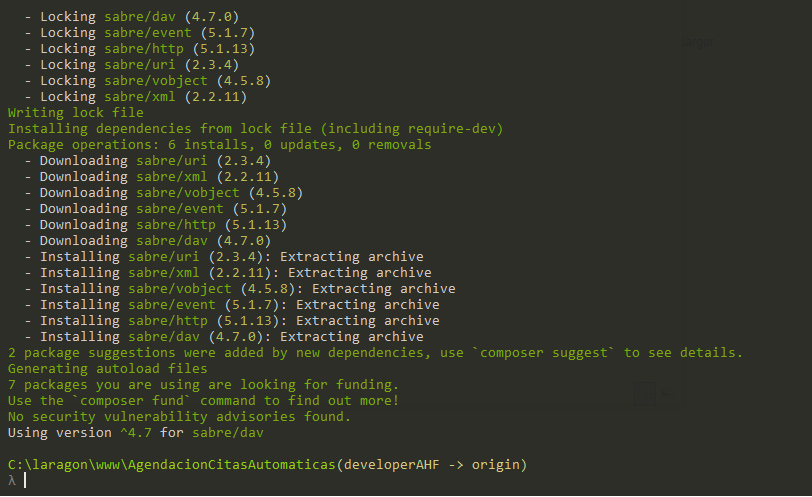 - Locking sabre/dav (4.7.0)
- Locking sabre/event (5.1.7)
- Locking sabre/http (5.1.13)
- Locking sabre/uri (2.3.4)
- Locking sabre/vobject (4.5.8)
- Locking sabre/xml (2.2.11)
Writing lock file
Installing dependencies from lock file (including require-dev)
Package operations: 6 installs, 0 updates, 0 removals
- Downloading sabre/uri (2.3.4)
- Downloading sabre/xml (2.2.11)
- Downloading sabre/vobject (4.5.8)
- Downloading sabre/event (5.1.7)
- Downloading sabre/http (5.1.13)
- Downloading sabre/dav (4.7.0)
- Installing sabre/uri (2.3.4): Extracting archive
- Installing sabre/xml (2.2.11): Extracting archive
- Installing sabre/vobject (4.5.8): Extracting archive
- Installing sabre/event (5.1.7): Extracting archive
- Installing sabre/http (5.1.13): Extracting archive
- Installing sabre/dav (4.7.0): Extracting archive
2 package suggestions were added by new dependencies, use `composer suggest` to see details.
Generating autoload files
7 packages you are using are looking for funding.
Use the `composer fund` command to find out more!
No security vulnerability advisories found.
Using version ^4.7 for sabre/dav
C:\laragon\www\AgendacionCitasAutomaticas(developerAHF -> origin)
λ